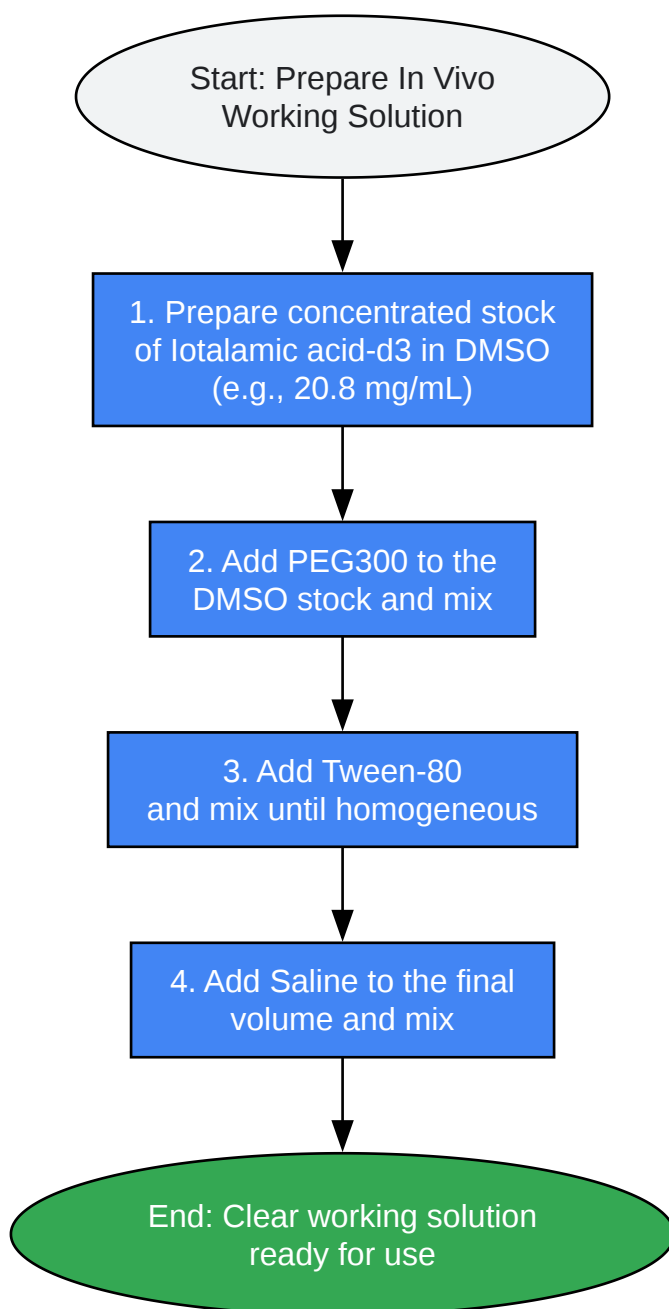 Start: Prepare In Vivo
Working Solution
1. Prepare concentrated stock
of Iotalamic acid-d3 in DMSO
(e.g., 20.8 mg/mL)
2. Add PEG300 to the
DMSO stock and mix
3. Add Tween-80
and mix until homogeneous
4. Add Saline to the final
volume and mix
End: Clear working solution
ready for use